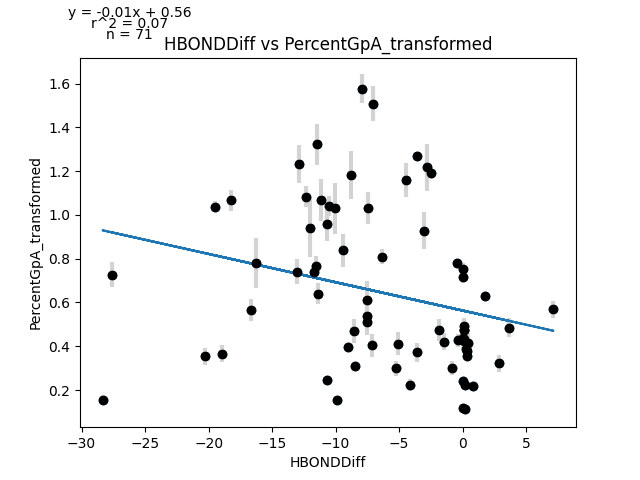 y = -0.01x + 0.56
r^2 = 0.07
n = 71
HBONDDiff vs PercentGpA_transformed
PercentGpA_transformed
1.6
1.4
1.2
1.0
0.8
0.6
0.4
0.2
−30 −25 −20 −15 −10 −5 0 5
HBONDDiff